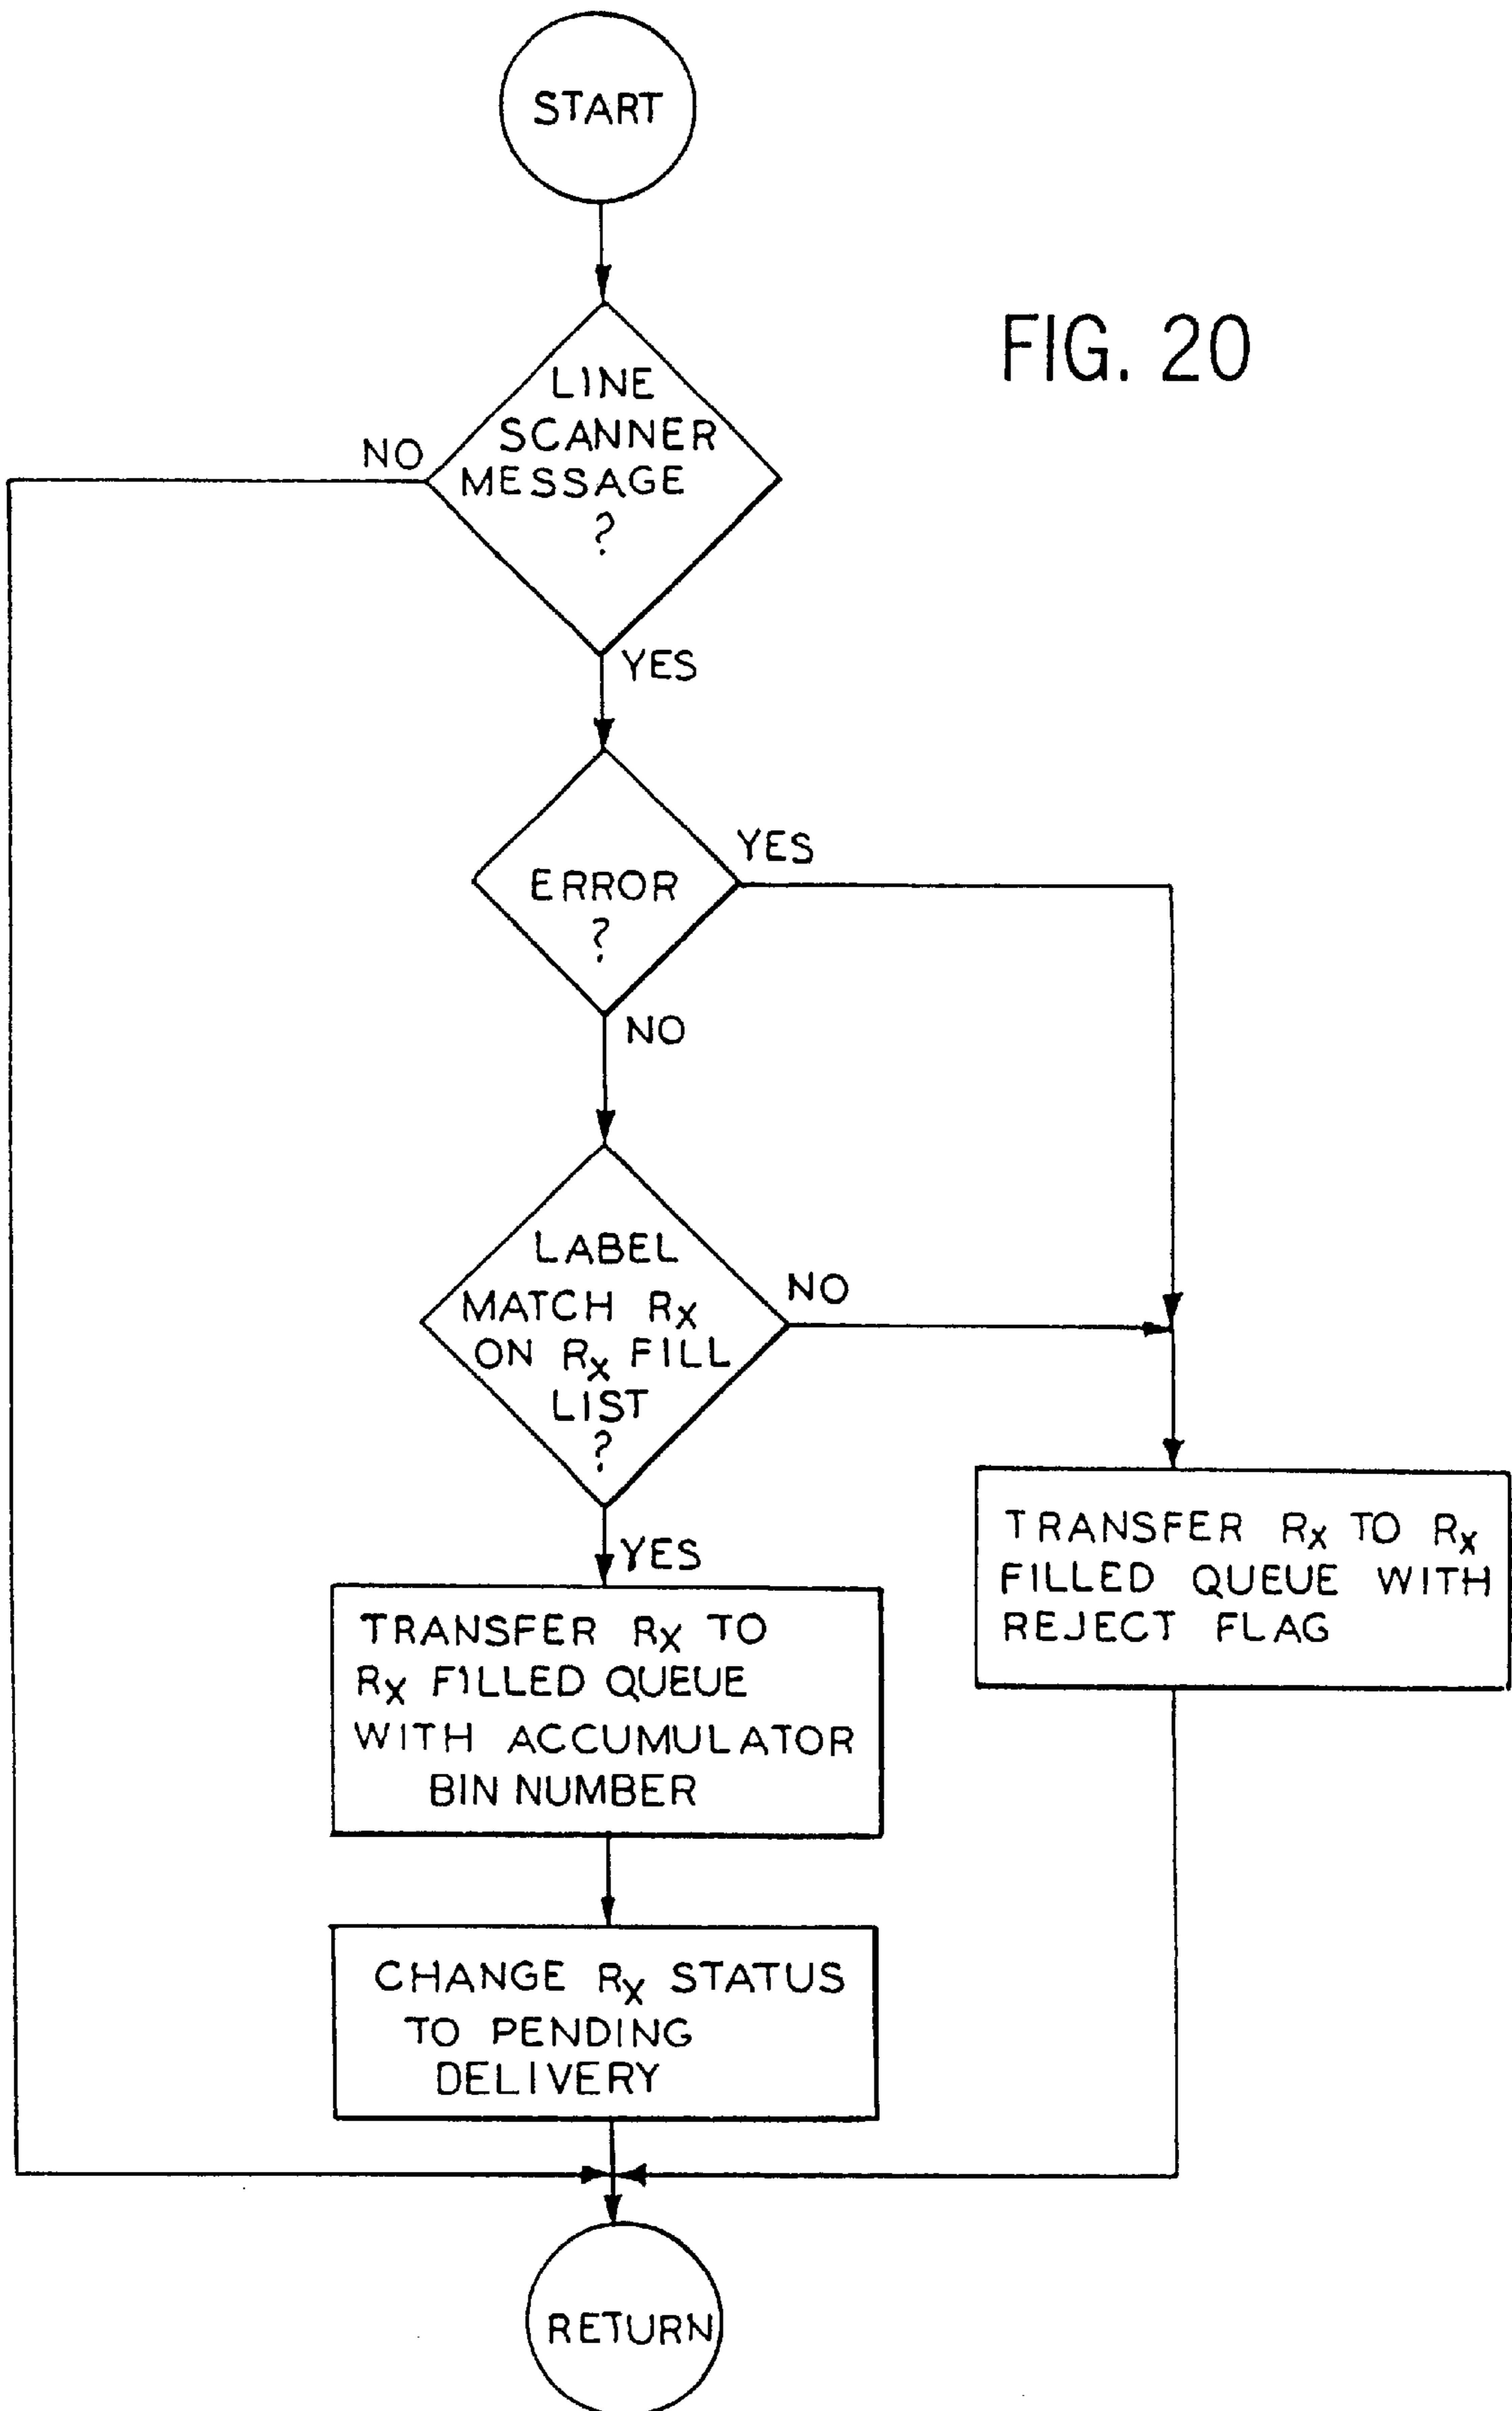 START
FIG. 20
LINE
SCANNER
MESSAGE
?
NO
YES
ERROR
?
YES
NO
LABEL
MATCH Rx
ON Rx FILL
LIST
?
NO
YES
TRANSFER Rx TO Rx
FILLED QUEUE WITH
REJECT FLAG
TRANSFER Rx TO
Rx FILLED QUEUE
WITH ACCUMULATOR
BIN NUMBER
CHANGE Rx STATUS
TO PENDING
DELIVERY
RETURN